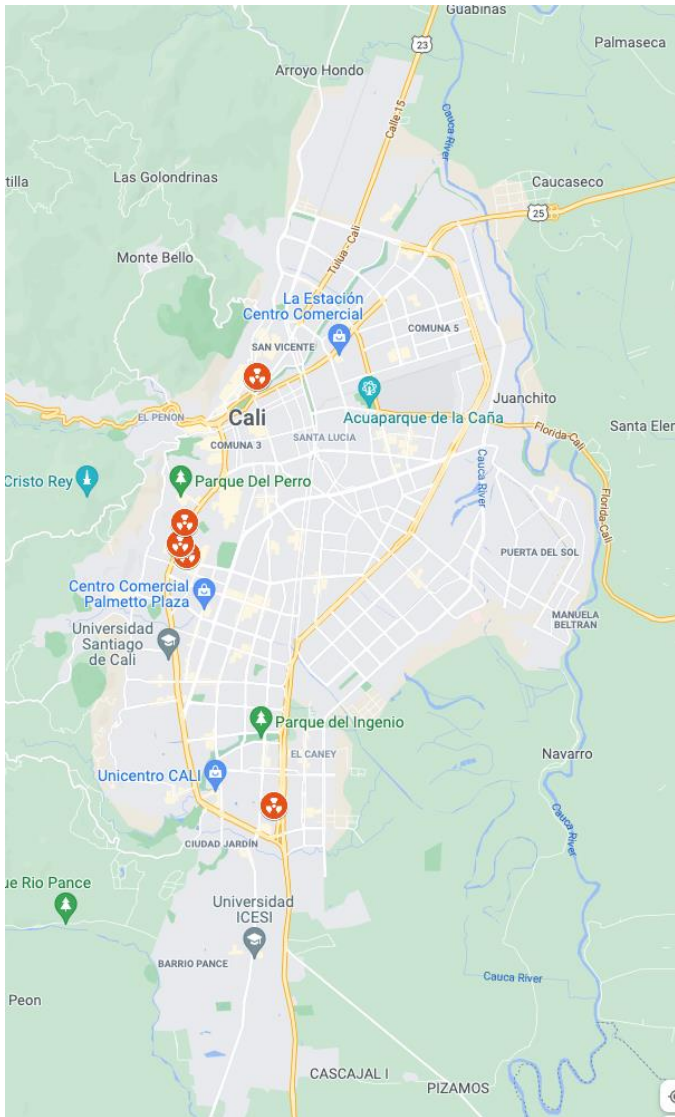 Guabinas
23
Palmaseca
Arroyo Hondo
Calle 15
Cauca River
tilla
Las Golondrinas
Caucaseco
25
Tulua - Cali
Monte Bello
La Estación
Centro Comercial
COMUNA 5
SAN VICENTE
Juanchito
EL PENON
Cali
Acuaparque de la Caña
Santa Eler
COMUNA 3
SANTA LUCIA
Florida-Cali
Cristo Rey
Parque Del Perro
Cauca River
Florida-Cali
PUERTA DEL SOL
Centro Comercial
Palmetto Plaza
MANUELA
BELTRAN
Universidad
Santiago
de Cali
Parque del Ingenio
EL CANEY
Navarro
Unicentro CALI
Cauca River
CIUDAD JARDÍN
ue Rio Pance
Universidad
ICESI
BARRIO PANCE
Cauca River
Peon
CASCAJAL I
PIZAMOS